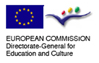 EUROPEAN COMMISSION
Directorate-General for
Education and Culture